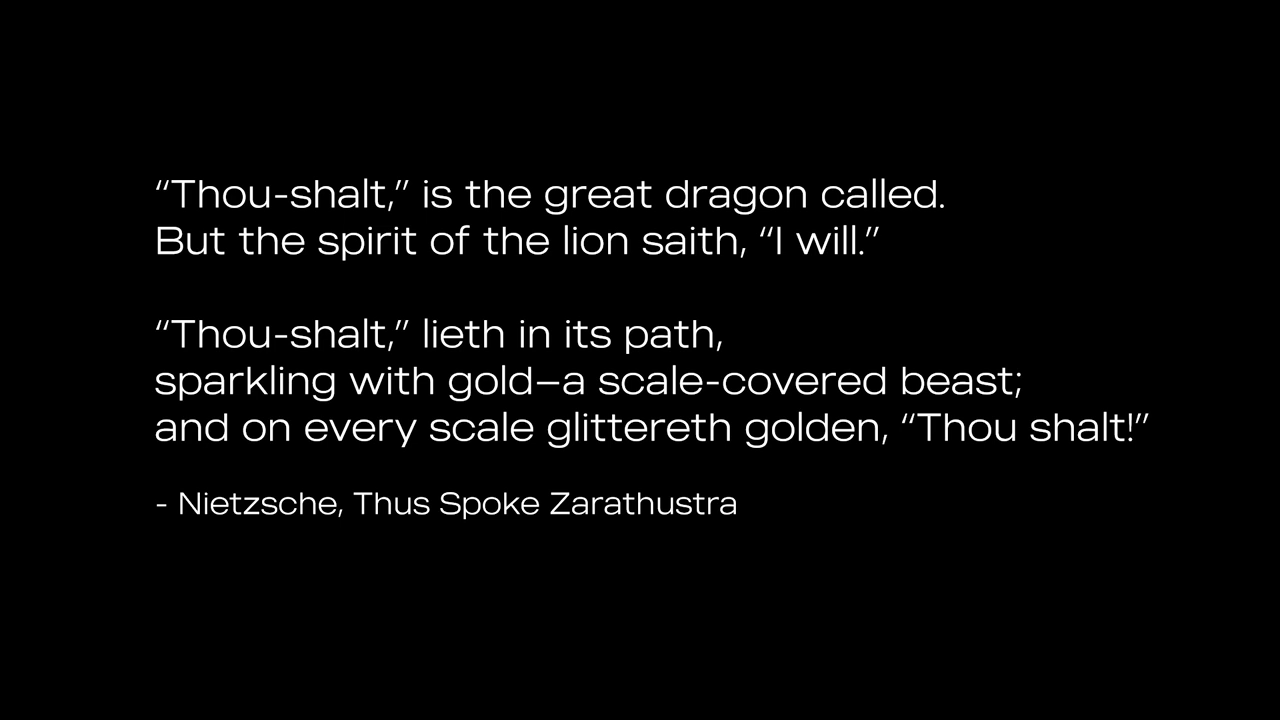 “Thou-shalt,” is the great dragon called.
But the spirit of the lion saith, “I will.”
“Thou-shalt,” lieth in its path,
sparkling with gold—a scale-covered beast;
and on every scale glittereth golden, “Thou shalt!”
- Nietzsche, Thus Spoke Zarathustra